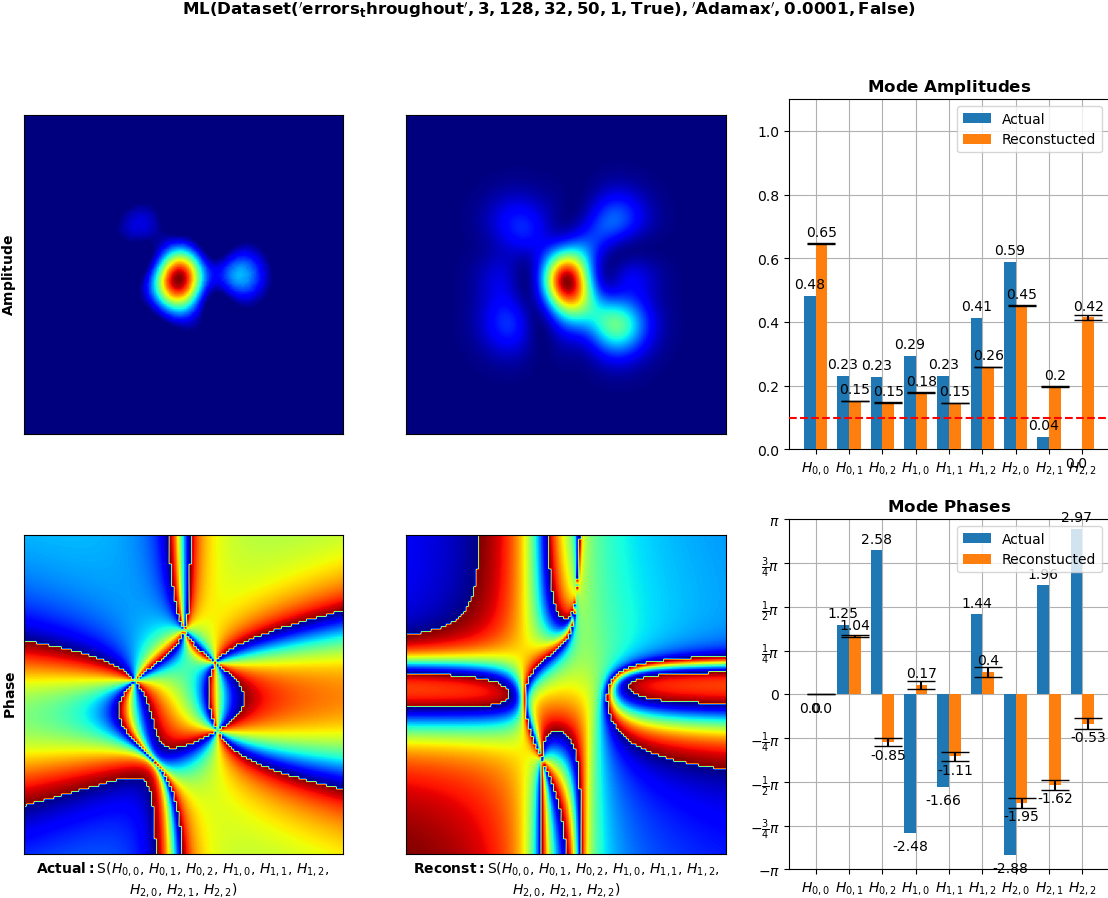 ML(Dataset('errors_throughout', 3, 128, 32, 50, 1, True), 'Adamax', 0.0001, False)
Amplitude
Mode Amplitudes
Actual
Reconstucted
1.0
0.8
0.6
0.4
0.2
0.0
0.48 0.65
0.23 0.15
0.23 0.15
0.29 0.18
0.23 0.15
0.41 0.26
0.59 0.45
0.04 0.2
0.0 0.42
H0,0 H0,1 H0,2 H1,0 H1,1 H1,2 H2,0 H2,1 H2,2
Phase
Actual: S(H0,0, H0,1, H0,2, H1,0, H1,1, H1,2,
H2,0, H2,1, H2,2)
Reconst: S(H0,0, H0,1, H0,2, H1,0, H1,1, H1,2,
H2,0, H2,1, H2,2)
Mode Phases
Actual
Reconstucted
π
3/4π
1/2π
1/4π
0
−1/4π
−1/2π
−3/4π
−π
0.0 0.0
1.25 1.04
2.58 -0.85
-2.48 0.17
-1.66 -1.11
1.44 0.4
-2.88 -1.95
1.96 -1.62
2.97 -0.53
H0,0 H0,1 H0,2 H1,0 H1,1 H1,2 H2,0 H2,1 H2,2